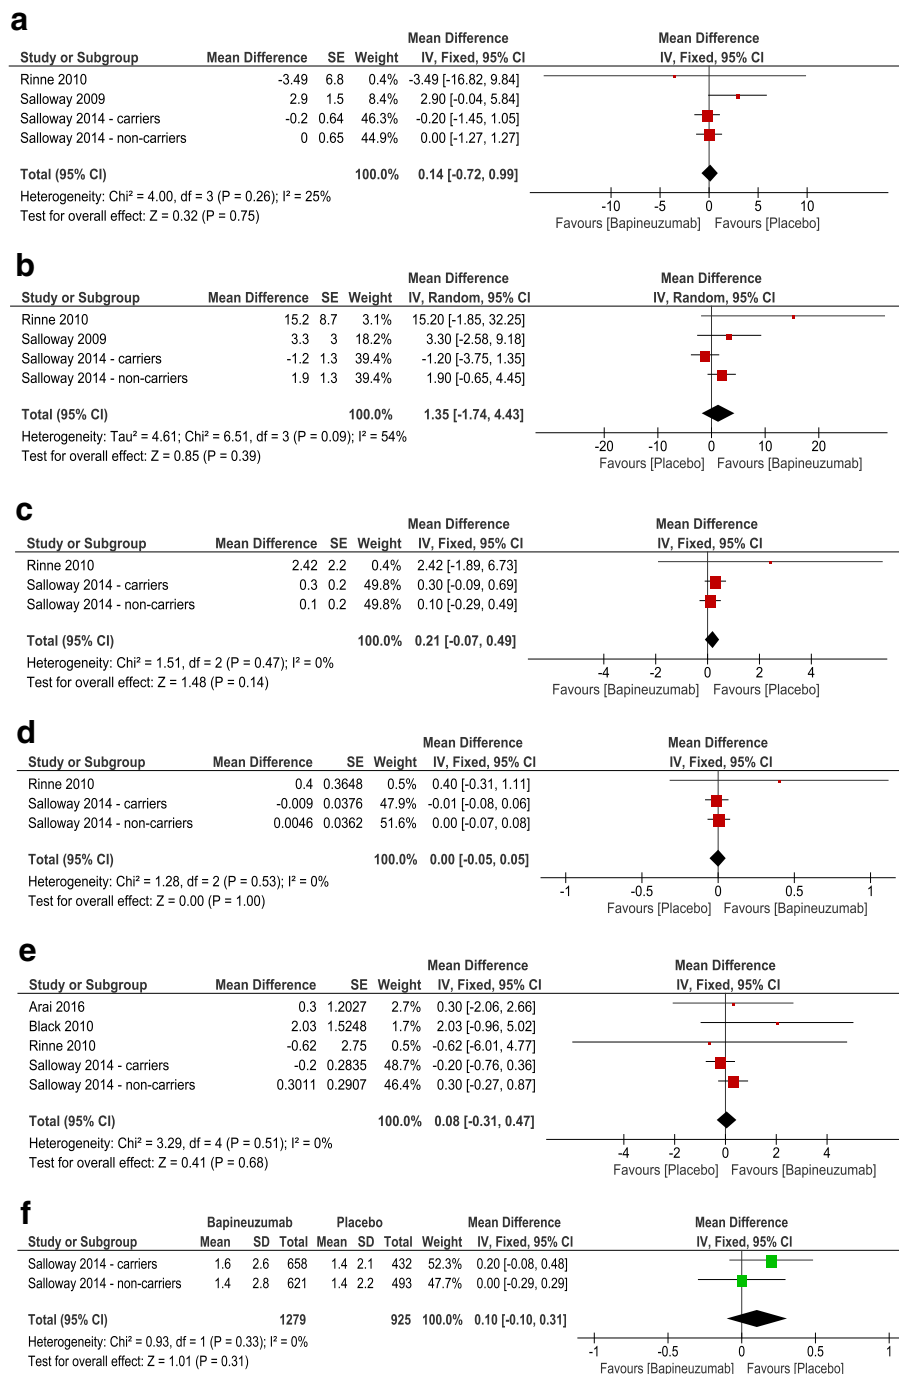 a
Mean Difference Mean Difference
Study or Subgroup Mean Difference SE Weight IV, Fixed, 95% CI IV, Fixed, 95% CI
Rinne 2010 -3.49 6.8 0.4% -3.49 [-16.82, 9.84]
Salloway 2009 2.9 1.5 8.4% 2.90 [-0.04, 5.84]
Salloway 2014 - carriers -0.2 0.64 46.3% -0.20 [-1.45, 1.05]
Salloway 2014 - non-carriers 0 0.65 44.9% 0.00 [-1.27, 1.27]
Total (95% CI) 100.0% 0.14 [-0.72, 0.99]
Heterogeneity: Chi² = 4.00, df = 3 (P = 0.26); I² = 25%
Test for overall effect: Z = 0.32 (P = 0.75)
-10 -5 0 5 10
Favours [Bapineuzumab] Favours [Placebo]
b
Mean Difference Mean Difference
Study or Subgroup Mean Difference SE Weight IV, Random, 95% CI IV, Random, 95% CI
Rinne 2010 15.2 8.7 3.1% 15.20 [-1.85, 32.25]
Salloway 2009 3.3 3 18.2% 3.30 [-2.58, 9.18]
Salloway 2014 - carriers -1.2 1.3 39.4% -1.20 [-3.75, 1.35]
Salloway 2014 - non-carriers 1.9 1.3 39.4% 1.90 [-0.65, 4.45]
Total (95% CI) 100.0% 1.35 [-1.74, 4.43]
Heterogeneity: Tau² = 4.61; Chi² = 6.51, df = 3 (P = 0.09); I² = 54%
Test for overall effect: Z = 0.85 (P = 0.39)
-20 -10 0 10 20
Favours [Placebo] Favours [Bapineuzumab]
c
Mean Difference Mean Difference
Study or Subgroup Mean Difference SE Weight IV, Fixed, 95% CI IV, Fixed, 95% CI
Rinne 2010 2.42 2.2 0.4% 2.42 [-1.89, 6.73]
Salloway 2014 - carriers 0.3 0.2 49.8% 0.30 [-0.09, 0.69]
Salloway 2014 - non-carriers 0.1 0.2 49.8% 0.10 [-0.29, 0.49]
Total (95% CI) 100.0% 0.21 [-0.07, 0.49]
Heterogeneity: Chi² = 1.51, df = 2 (P = 0.47); I² = 0%
Test for overall effect: Z = 1.48 (P = 0.14)
-4 -2 0 2 4
Favours [Bapineuzumab] Favours [Placebo]
d
Mean Difference Mean Difference
Study or Subgroup Mean Difference SE Weight IV, Fixed, 95% CI IV, Fixed, 95% CI
Rinne 2010 0.4 0.3648 0.5% 0.40 [-0.31, 1.11]
Salloway 2014 - carriers -0.009 0.0376 47.9% -0.01 [-0.08, 0.06]
Salloway 2014 - non-carriers 0.0046 0.0362 51.6% 0.00 [-0.07, 0.08]
Total (95% CI) 100.0% 0.00 [-0.05, 0.05]
Heterogeneity: Chi² = 1.28, df = 2 (P = 0.53); I² = 0%
Test for overall effect: Z = 0.00 (P = 1.00)
-1 -0.5 0 0.5 1
Favours [Placebo] Favours [Bapineuzumab]
e
Mean Difference Mean Difference
Study or Subgroup Mean Difference SE Weight IV, Fixed, 95% CI IV, Fixed, 95% CI
Arai 2016 0.3 1.2027 2.7% 0.30 [-2.06, 2.66]
Black 2010 2.03 1.5248 1.7% 2.03 [-0.96, 5.02]
Rinne 2010 -0.62 2.75 0.5% -0.62 [-6.01, 4.77]
Salloway 2014 - carriers -0.2 0.2835 48.7% -0.20 [-0.76, 0.36]
Salloway 2014 - non-carriers 0.3011 0.2907 46.4% 0.30 [-0.27, 0.87]
Total (95% CI) 100.0% 0.08 [-0.31, 0.47]
Heterogeneity: Chi² = 3.29, df = 4 (P = 0.51); I² = 0%
Test for overall effect: Z = 0.41 (P = 0.68)
-4 -2 0 2 4
Favours [Placebo] Favours [Bapineuzumab]
f
Bapineuzumab Placebo Mean Difference Mean Difference
Study or Subgroup Mean SD Total Mean SD Total Weight IV, Fixed, 95% CI IV, Fixed, 95% CI
Salloway 2014 - carriers 1.6 2.6 658 1.4 2.1 432 52.3% 0.20 [-0.08, 0.48]
Salloway 2014 - non-carriers 1.4 2.8 621 1.4 2.2 493 47.7% 0.00 [-0.29, 0.29]
Total (95% CI) 1279 925 100.0% 0.10 [-0.10, 0.31]
Heterogeneity: Chi² = 0.93, df = 1 (P = 0.33); I² = 0%
Test for overall effect: Z = 1.01 (P = 0.31)
-1 -0.5 0 0.5 1
Favours [Bapineuzumab] Favours [Placebo]